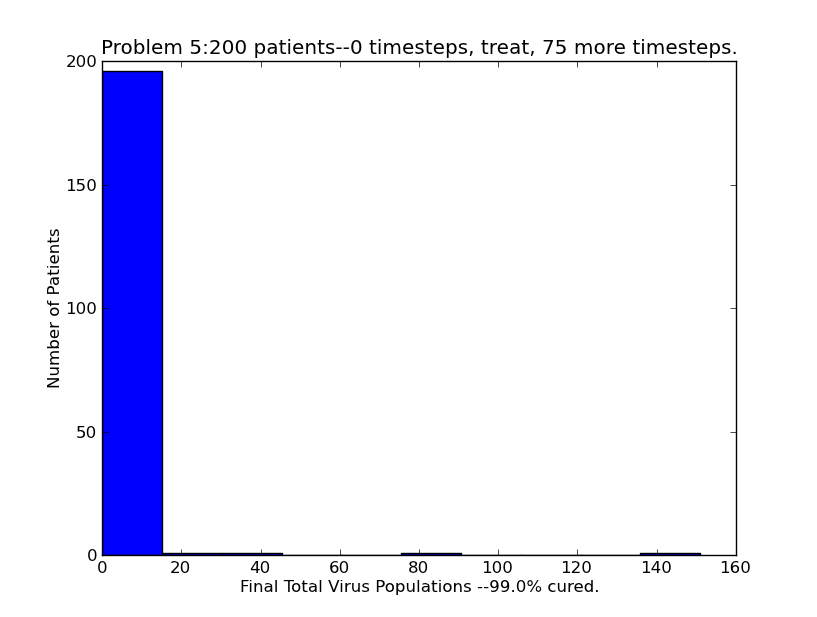 Problem 5:200 patients--0 timesteps, treat, 75 more timesteps.
200
150
100
50
0
Number of Patients
0 20 40 60 80 100 120 140 160
Final Total Virus Populations --99.0% cured.